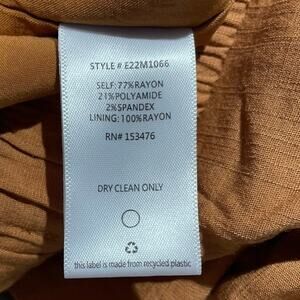 STYLE # E22M1066
SELF: 77%RAYON
21%POLYAMIDE
2%SPANDEX
LINING: 100%RAYON
RN# 153476
DRY CLEAN ONLY
this label is made from recycled plastic